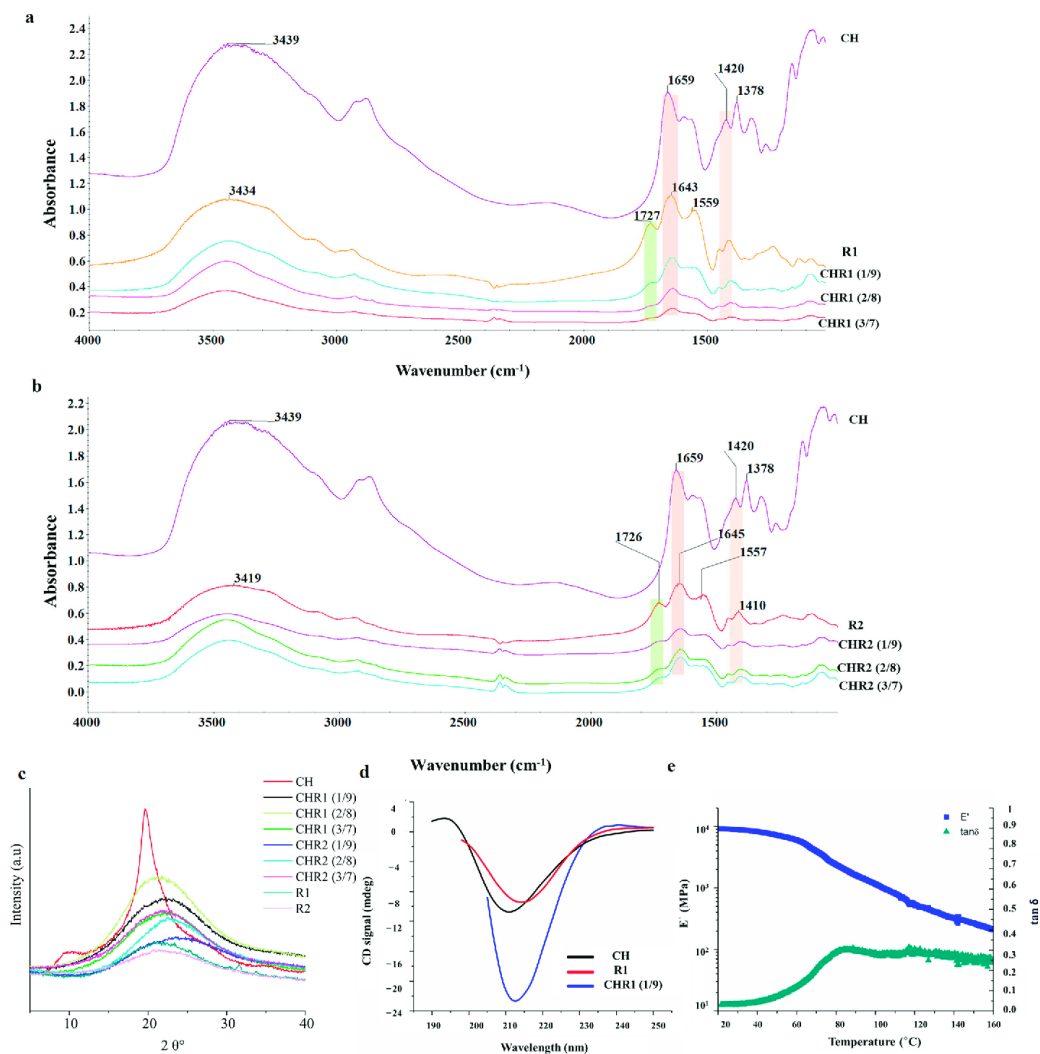 a
2.4
2.2
2.0
1.8
1.6
1.4
1.2
1.0
0.8
0.6
0.4
0.2
Absorbance
3439
3434
1659
1420
1378
1643
1727
1559
CH
R1
CHR1 (1/9)
CHR1 (2/8)
CHR1 (3/7)
4000 3500 3000 2000 1500
Wavenumber (cm⁻¹)
b
2.2
2.0
1.8
1.6
1.4
1.2
1.0
0.8
0.6
0.4
0.2
0.0
Absorbance
3439
3419
1659
1420
1378
1726
1645
1557
1410
CH
R2
CHR2 (1/9)
CHR2 (2/8)
CHR2 (3/7)
4000 3500 3000 2000 1500
Wavenumber (cm⁻¹)
c
Intensity (a.u)
CH
CHR1 (1/9)
CHR1 (2/8)
CHR1 (3/7)
CHR2 (1/9)
CHR2 (2/8)
CHR2 (3/7)
R1
R2
10 20 30 40
2 θ°
d
CD signal (mdeg)
4
0
−4
−8
−9
−14
−16
−20
−24
CH
R1
CHR1 (1/9)
190 200 210 220 230 240 250
Wavelength (nm)
e
E' (MPa)
10⁴
10³
10²
10¹
E'
tanδ
1
0.9
0.8
0.7
0.6
0.5
0.4
0.3
0.2
0.1
0.0
tan δ
20 40 60 80 100 120 140 160
Temperature (°C)